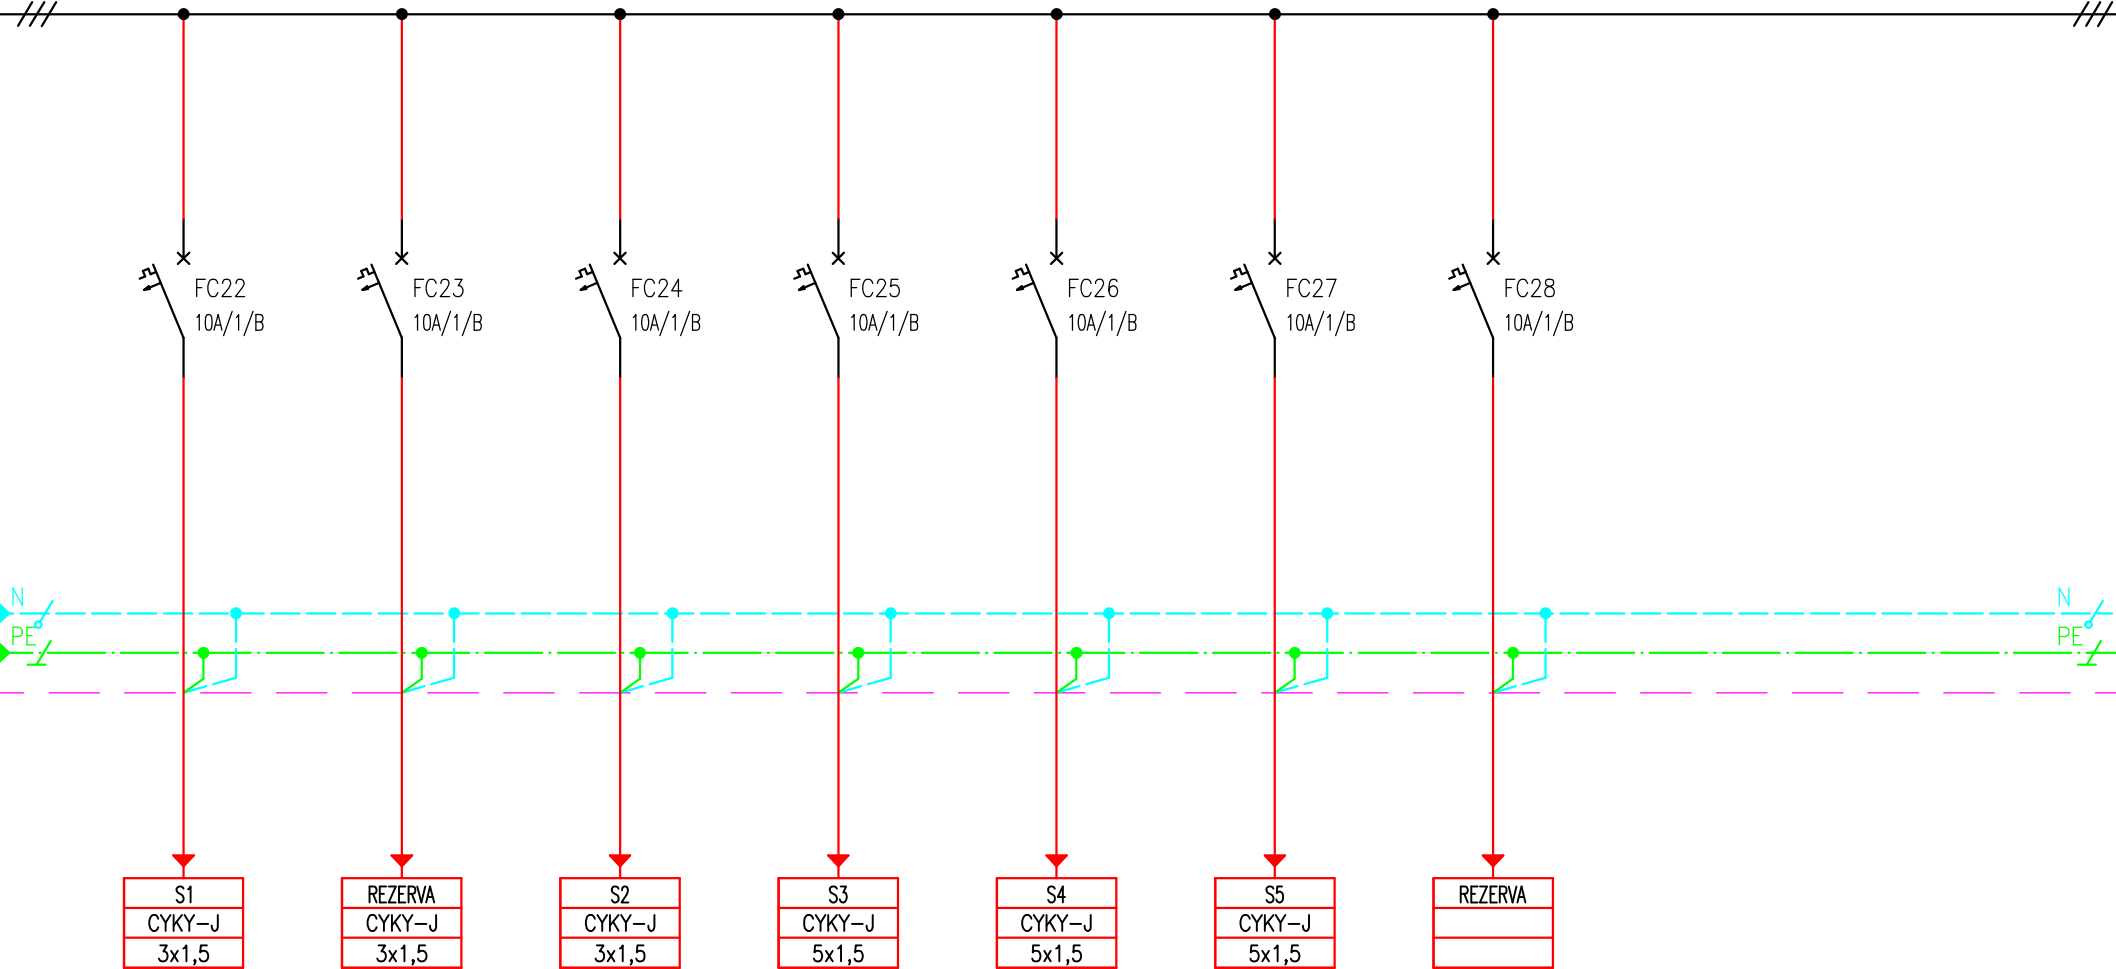 FC22
10A/1/B
FC23
10A/1/B
FC24
10A/1/B
FC25
10A/1/B
FC26
10A/1/B
FC27
10A/1/B
FC28
10A/1/B
N
N
PE
PE
S1
CYKY-J
3x1,5
REZERVA
CYKY-J
3x1,5
S2
CYKY-J
3x1,5
S3
CYKY-J
5x1,5
S4
CYKY-J
5x1,5
S5
CYKY-J
5x1,5
REZERVA